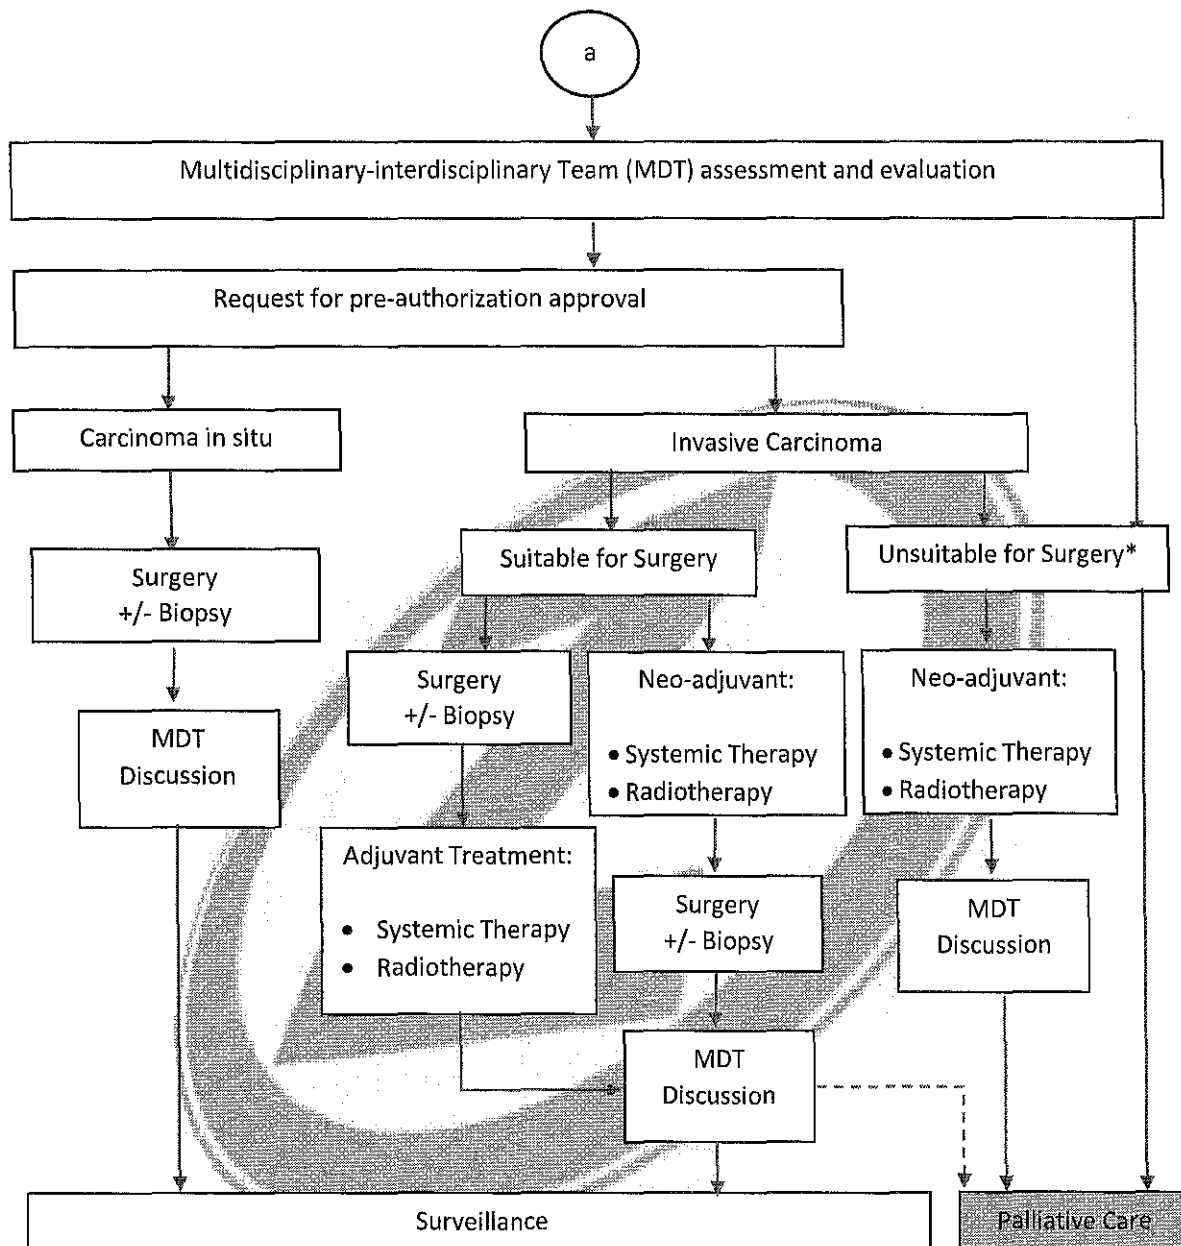 a
Multidisciplinary-interdisciplinary Team (MDT) assessment and evaluation
Request for pre-authorization approval
Carcinoma in situ
Invasive Carcinoma
Suitable for Surgery
Unsuitable for Surgery*
Surgery
+/- Biopsy
Surgery
+/- Biopsy
Neo-adjuvant:
• Systemic Therapy
• Radiotherapy
Neo-adjuvant:
• Systemic Therapy
• Radiotherapy
MDT
Discussion
Adjuvant Treatment:
• Systemic Therapy
• Radiotherapy
Surgery
+/- Biopsy
MDT
Discussion
MDT
Discussion
Surveillance
Palliative Care